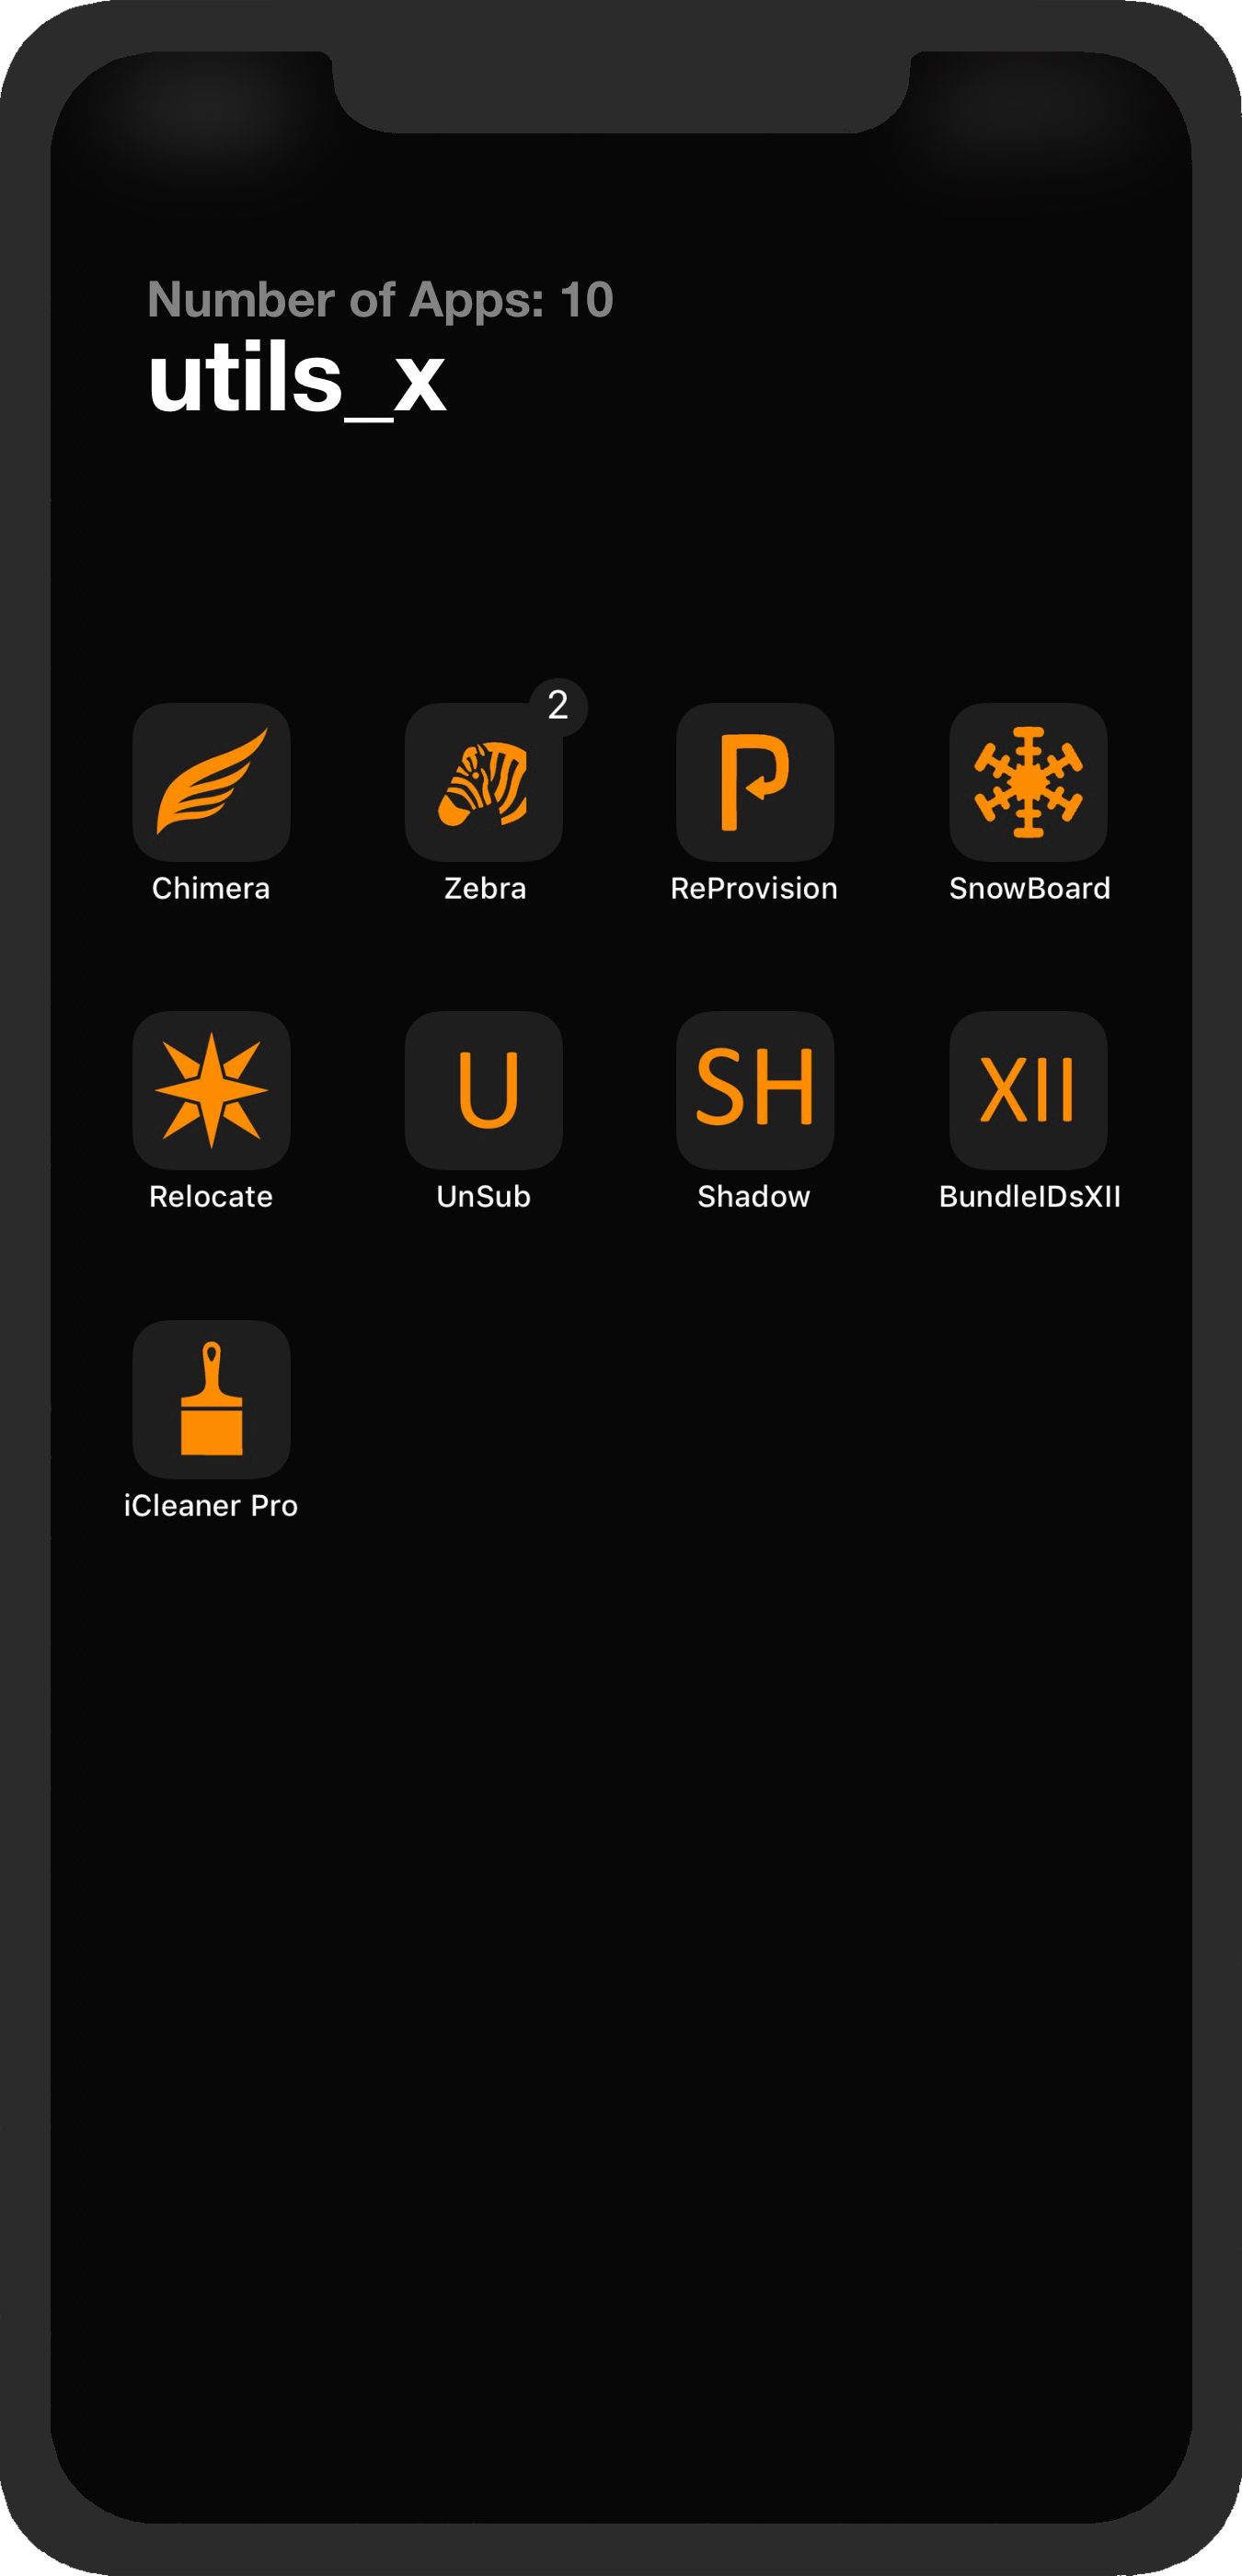 Number of Apps: 10
utils_x
2
Chimera Zebra ReProvision SnowBoard
U SH XII
Relocate UnSub Shadow BundleIDsXII
iCleaner Pro